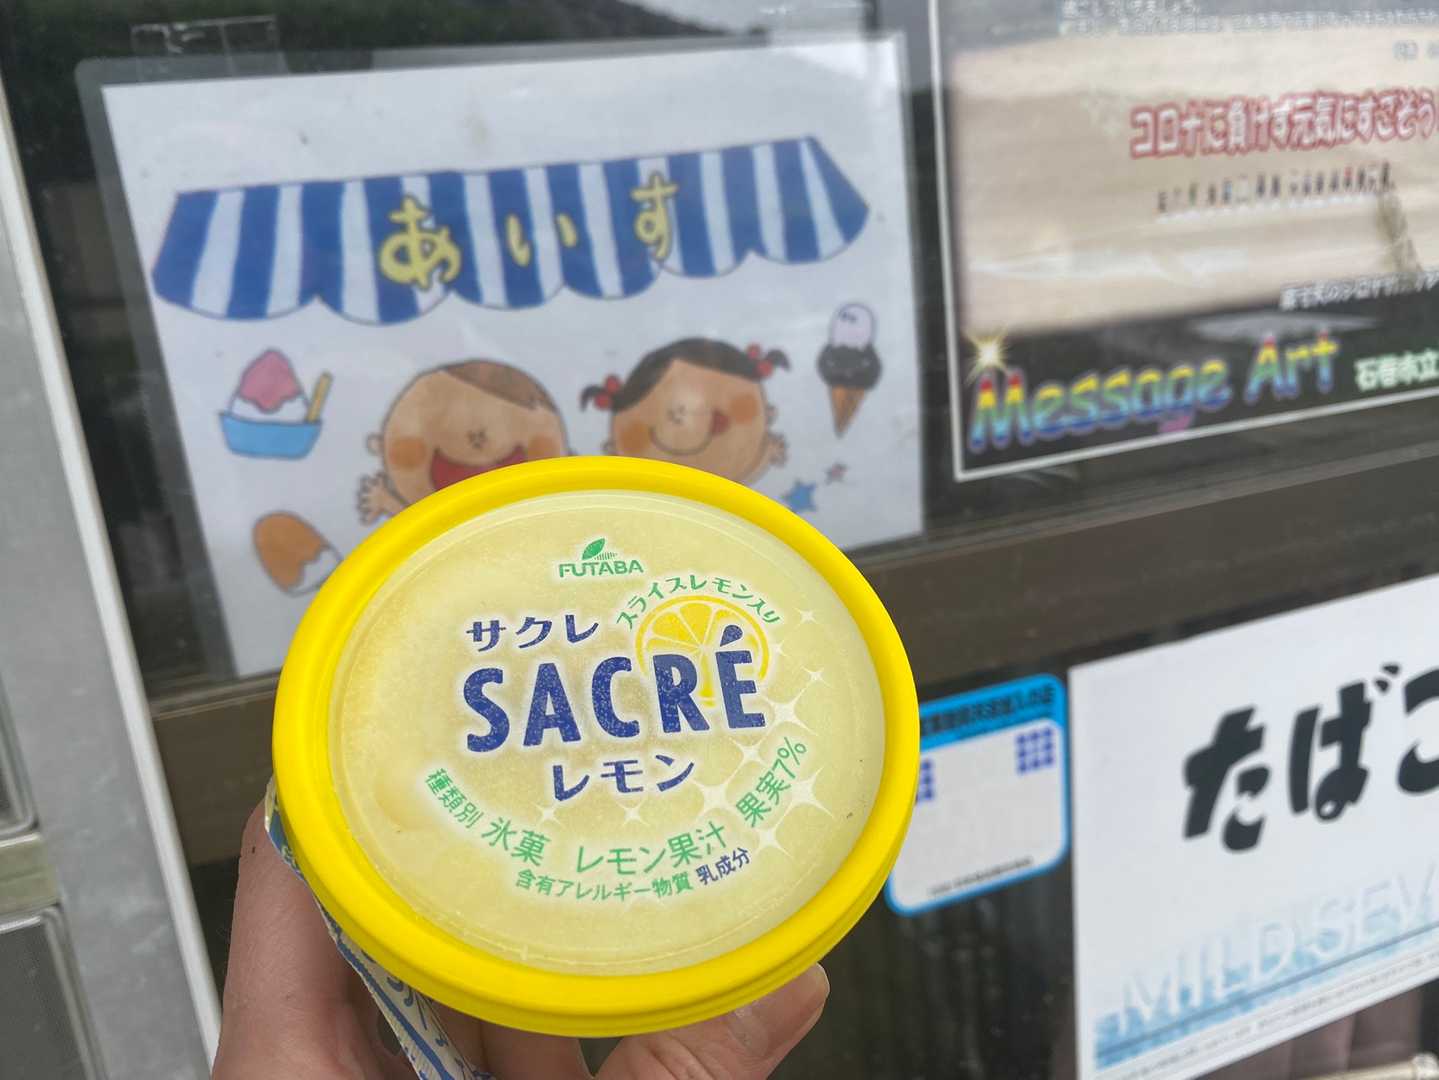 あいす
コロナに負けず元気にすごそう
Message Art
石巻市立
FUTABA
スライスレモン入り
サクレ
SACRÉ
レモン
種類別 氷菓 レモン果汁 果実7%
含有アレルギー物質 乳成分
たばこ
MILD SEV